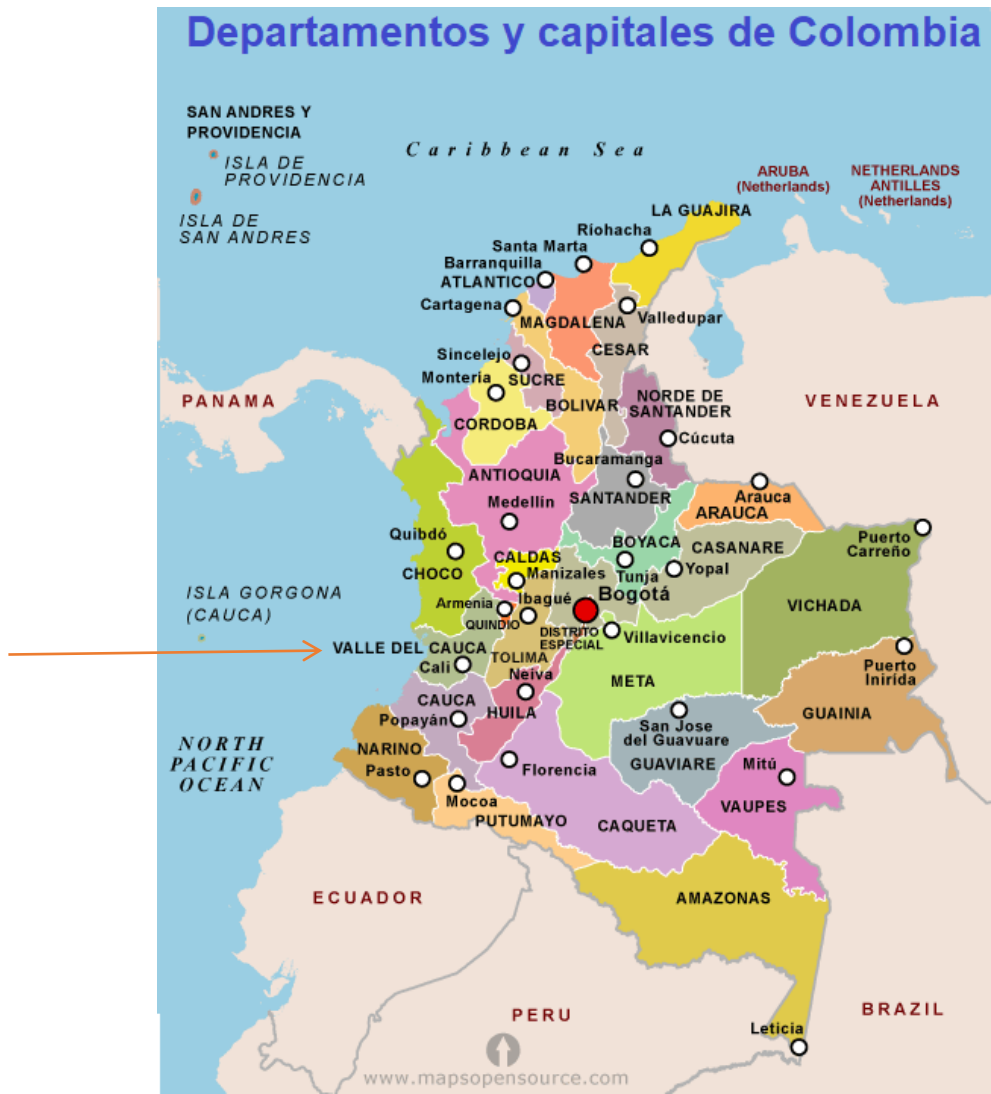 Departamentos y capitales de Colombia
SAN ANDRES Y
PROVIDENCIA
ISLA DE
PROVIDENCIA
ISLA DE
SAN ANDRES
Caribbean Sea
ARUBA
(Netherlands)
NETHERLANDS
ANTILLES
(Netherlands)
LA GUAJIRA
Ríohacha
Santa Marta
Barranquilla
ATLANTICO
Cartagena
MAGDALENA
Valledupar
CESAR
Sincelejo
SUCRE
Monteria
BOLIVAR
CORDOBA
NORDE DE
SANTANDER
Cúcuta
PANAMA
VENEZUELA
Bucaramanga
ANTIOQUIA
SANTANDER
Medellín
Arauca
ARAUCA
Quibdó
CHOCO
BOYACA
CASANARE
Puerto
Carreño
CALDAS
Manizales
Tunja
Yopal
ISLA GORGONA
(CAUCA)
Armenia
Ibagué
Bogotá
QUINDIO
DISTRITO
ESPECIAL
Villavicencio
VICHADA
VALLE DEL CAUCA
Cali
TOLIMA
Neiva
META
Puerto
Inirída
CAUCA
Popayán
HUILA
San Jose
del Guavuare
GUAVIARE
GUAINIA
NORTH
PACIFIC
OCEAN
NARINO
Pasto
Florencia
Mitú
VAUPES
Mocoa
PUTUMAYO
CAQUETA
ECUADOR
AMAZONAS
PERU
BRAZIL
Leticia
www.mapsopensource.com